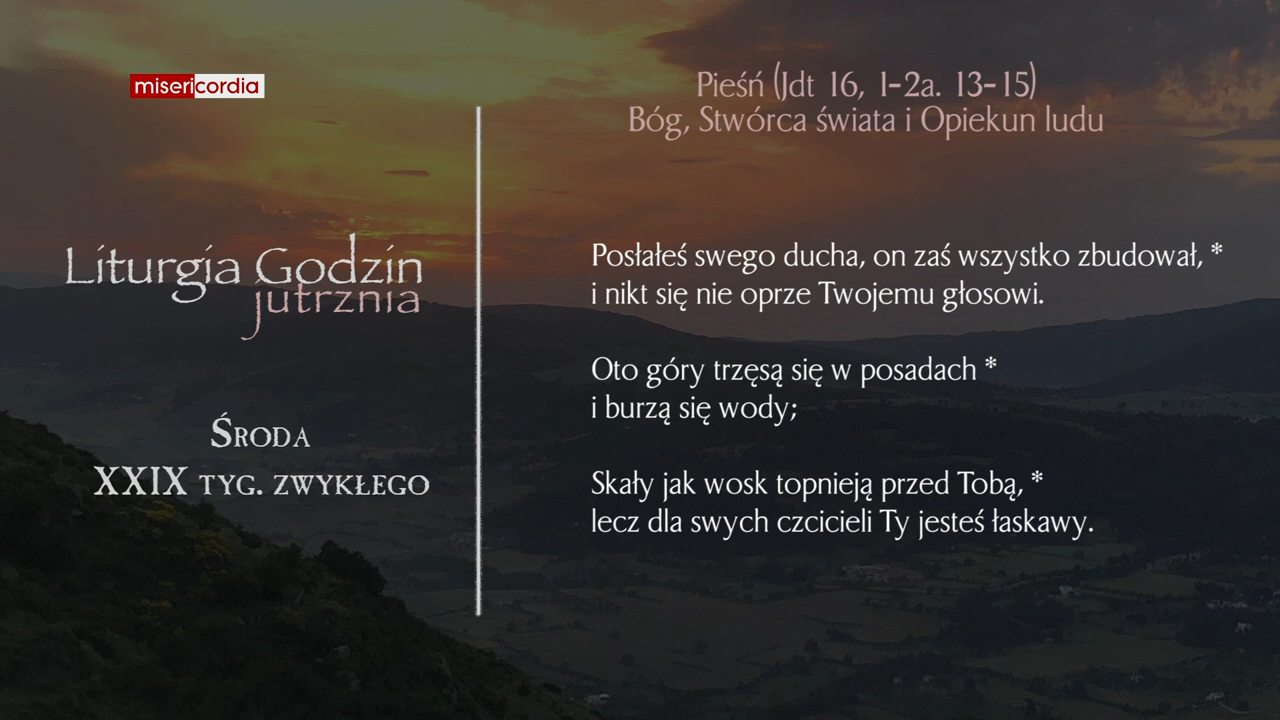 misericordia
Liturgia Godzin
jutrznia
Środa
XXIX tyg. zwykłego
Pieśń (Jdt 16, 1-2a. 13-15)
Bóg, Stwórca świata i Opiekun ludu
Posłałeś swego ducha, on zaś wszystko zbudował, *
i nikt się nie oprze Twojemu głosowi.
Oto góry trzęsą się w posadach *
i burzą się wody;
Skały jak wosk topnieją przed Tobą, *
lecz dla swych czcicieli Ty jesteś łaskawy.